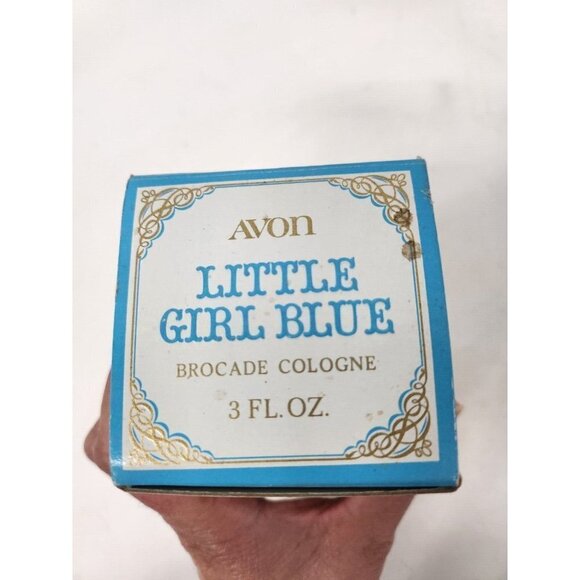 AVON
LITTLE
GIRL BLUE
BROCADE COLOGNE
3 FL. OZ.